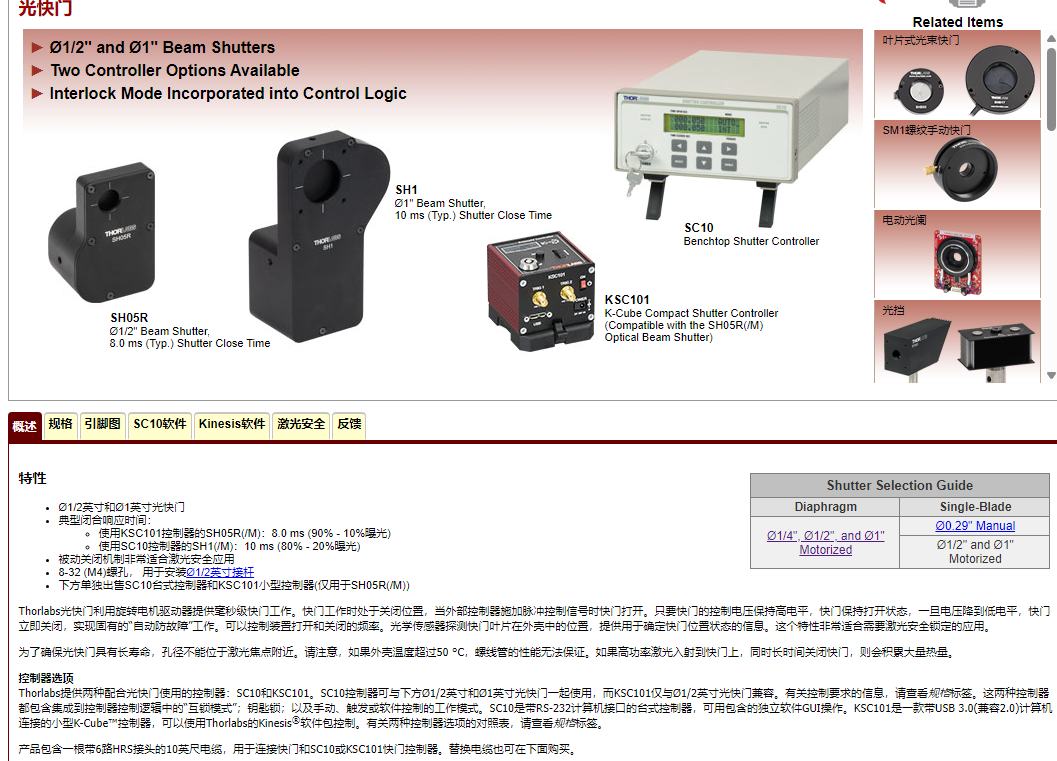 光快门
Ø1/2" and Ø1" Beam Shutters
Two Controller Options Available
Interlock Mode Incorporated into Control Logic
SH05R
Ø1/2" Beam Shutter,
8.0 ms (Typ.) Shutter Close Time
SH1
Ø1" Beam Shutter,
10 ms (Typ.) Shutter Close Time
KSC101
K-Cube Compact Shutter Controller
(Compatible with the SH05R(/M)
Optical Beam Shutter)
SC10
Benchtop Shutter Controller
THORLABS
SH05R
THORLABS
SH1
KSC101
TRIG 1
TRIG 2
USB
POWER
ON
THORLABS
SHUTTER CONTROLLER
Related Items
叶片式光束快门
SM1螺纹手动快门
电动光阑
光挡
概述
规格
引脚图
SC10软件
Kinesis软件
激光安全
反馈
特性
Ø1/2英寸和Ø1英寸光快门
典型闭合响应时间：
使用KSC101控制器的SH05R(/M)：8.0 ms (90% - 10%曝光)
使用SC10控制器的SH1(/M)：10 ms (80% - 20%曝光)
被动关闭机制非常适合激光安全应用
8-32 (M4)螺孔， 用于安装Ø1/2英寸接杆
下方单独出售SC10台式控制器和KSC101小型控制器(仅用于SH05R(/M))
Shutter Selection Guide
Diaphragm
Single-Blade
Ø1/4", Ø1/2", and Ø1"
Motorized
Ø0.29" Manual
Ø1/2" and Ø1"
Motorized
Thorlabs光快门利用旋转电机驱动器提供毫秒级快门工作。快门工作时处于关闭位置，当外部控制器施加脉冲控制信号时快门打开。只要快门的控制电压保持高电平，快门保持打开状态，一旦电压降到低电平，快门
立即关闭，实现固有的“自动防故障”工作。可以控制装置打开和关闭的频率。光学传感器探测快门叶片在外壳中的位置，提供用于确定快门位置状态的信息。这个特性非常适合需要激光安全锁定的应用。
为了确保光快门具有长寿命，孔径不能位于激光焦点附近。请注意，如果外壳温度超过50 ºC，螺线管的性能无法保证。如果高功率激光入射到快门上，同时长时间关闭快门，则会积累大量热量。
控制器选项
Thorlabs提供两种配合光快门使用的控制器：SC10和KSC101。SC10控制器可与下方Ø1/2英寸和Ø1英寸光快门一起使用，而KSC101仅与Ø1/2英寸光快门兼容。有关控制要求的信息，请查看规格标签。这两种控制器
都包含集成到控制器控制逻辑中的“互锁模式”；钥匙锁；以及手动、触发或软件控制的工作模式。SC10是带RS-232计算机接口的台式控制器，可用包含的独立软件GUI操作。KSC101是一款带USB 3.0(兼容2.0)计算机
连接的小型K-Cube™控制器，可以使用Thorlabs的Kinesis®软件包控制。有关两种控制器选项的对照表，请查看规格标签。
产品包含一根带6路HRS接头的10英尺电缆，用于连接快门和SC10或KSC101快门控制器。替换电缆也可在下面购买。